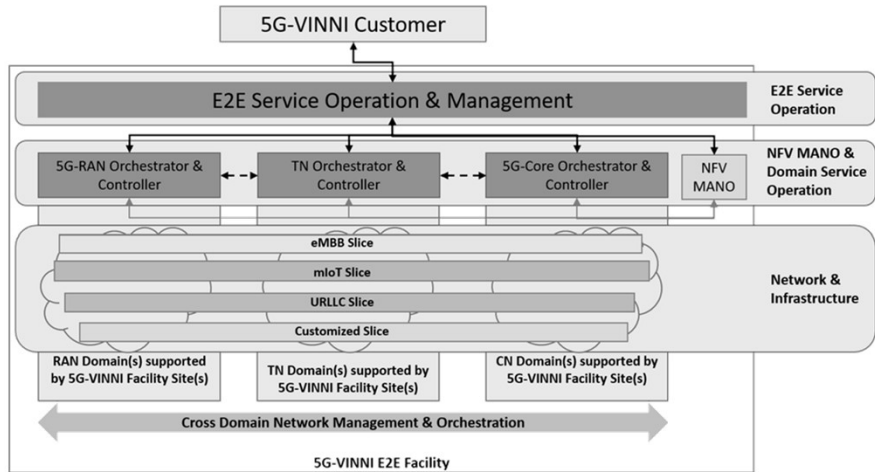 5G-VINNI Customer
E2E Service Operation & Management
E2E Service
Operation
5G-RAN Orchestrator &
Controller
TN Orchestrator &
Controller
5G-Core Orchestrator &
Controller
NFV
MANO
NFV MANO &
Domain Service
Operation
eMBB Slice
mIoT Slice
URLLC Slice
Customized Slice
Network &
Infrastructure
RAN Domain(s) supported
by 5G-VINNI Facility Site(s)
TN Domain(s) supported by
5G-VINNI Facility Site(s)
CN Domain(s) supported by
5G-VINNI Facility Site(s)
Cross Domain Network Management & Orchestration
5G-VINNI E2E Facility